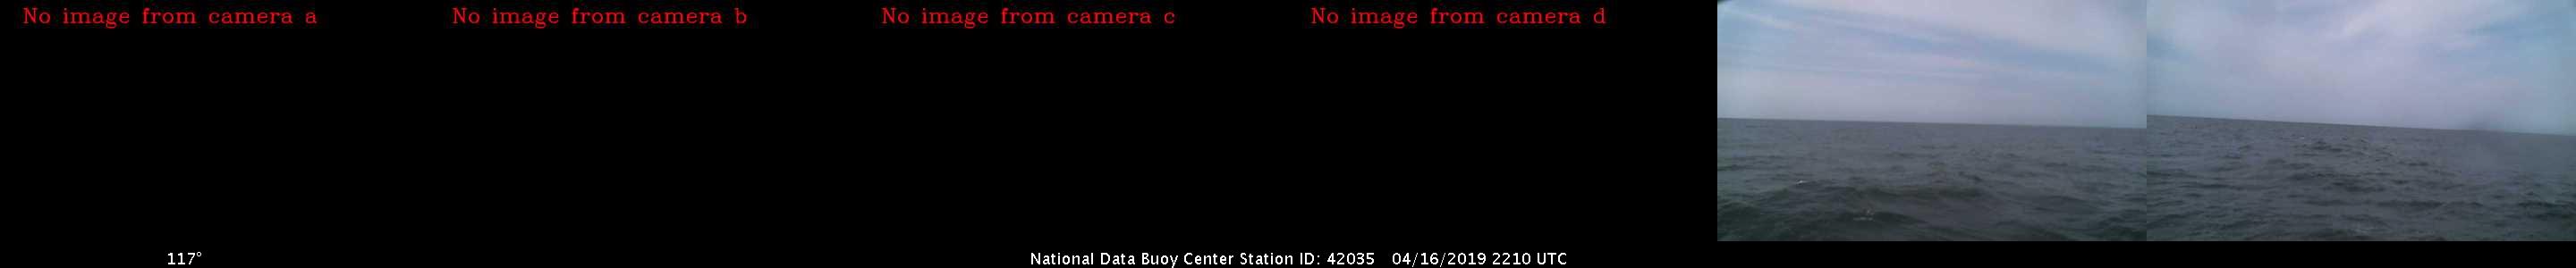 No image from camera a
No image from camera b
No image from camera c
No image from camera d
117°
National Data Buoy Center Station ID: 42035 04/16/2019 2210 UTC